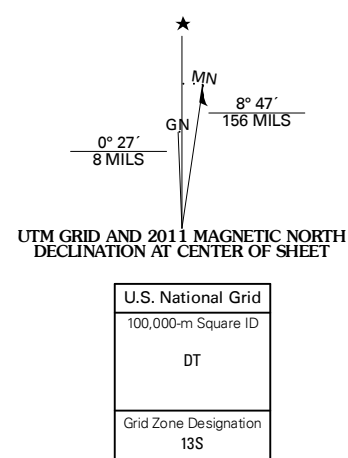 ★
MN
GN
8° 47´
156 MILS
0° 27´
8 MILS
UTM GRID AND 2011 MAGNETIC NORTH
DECLINATION AT CENTER OF SHEET
U.S. National Grid
100,000-m Square ID
DT
Grid Zone Designation
13S